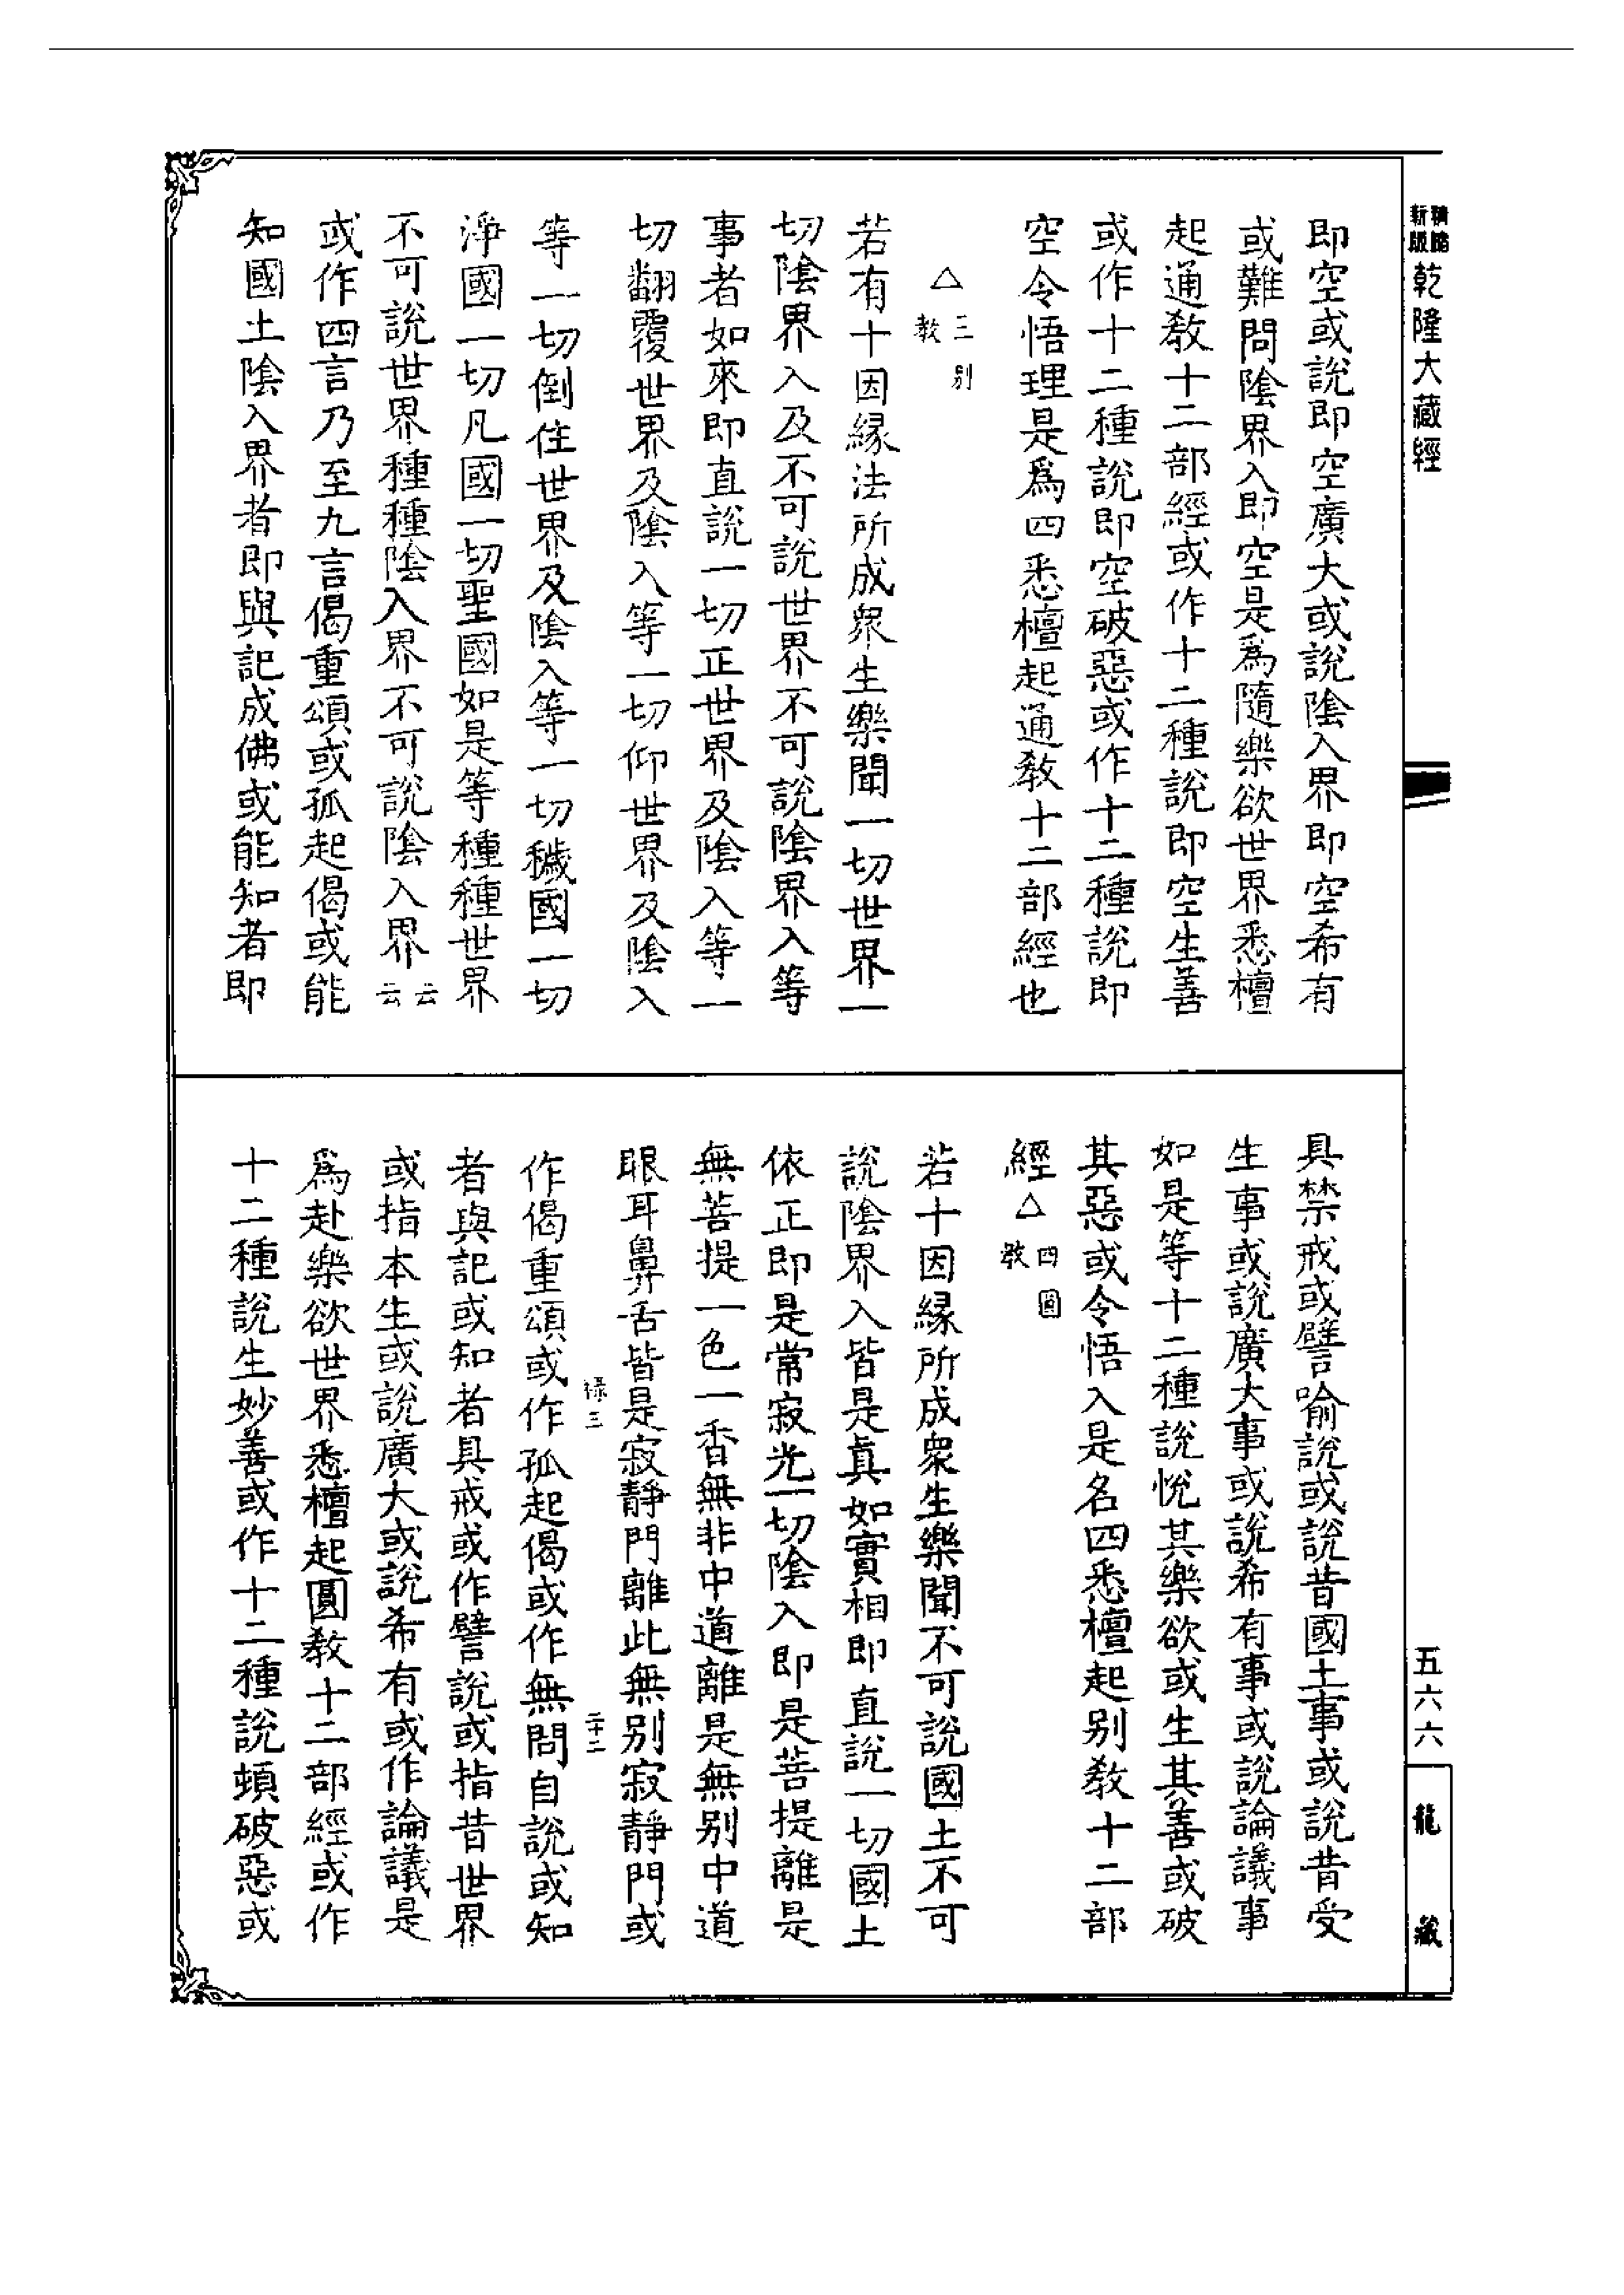 乾隆大藏經
即空或說即空廣大或說陰入界即空希有
或難問陰界入即空是爲隨樂欲世界悉檀
起通敎十二部經或作十二種說即空生善
或作十二種說即空破惡或作十二種說即
空令悟理是爲四悉檀起通敎十二部經也
△三別敎
若有十因緣法所成衆生樂聞一切世界一
切陰界入及不可說世界不可說陰界入等
事者如來即直說一切正世界及陰入等一
切翻覆世界及陰入等一切仰世界及陰入
等一切倒住世界及陰入等一切穢國一切
淨國一切凡國一切聖國如是等種種世界
不可說世界種種陰入界不可說陰入界云云
或作四言乃至九言偈重頌或孤起偈或能
知國土陰入界者即與記成佛或能知者即
具禁戒或譬喻說或說昔國土事或說昔受
生事或說廣大事或說希有事或說論議事
如是等十二種說悅其樂欲或生其善或破
其惡或令悟入是名四悉檀起別敎十二部
經△四圓敎
若十因緣所成衆生樂聞不可說國土不可
說陰界入皆是眞如實相即直說一切國土
依正即是常寂光一切陰入即是菩提離是
無菩提一色一香無非中道離是無別中道
眼耳鼻舌皆是寂靜門離此無別寂靜門或
祿三
二十二
作偈重頌或作孤起偈或作無問自說或知
者與記或知者具戒或作譬說或指昔世界
或指本生或說廣大或說希有或作論議是
爲赴樂欲世界悉檀起圓敎十二部經或作
十二種說生妙善或作十二種說頓破惡或
五六六
龍藏